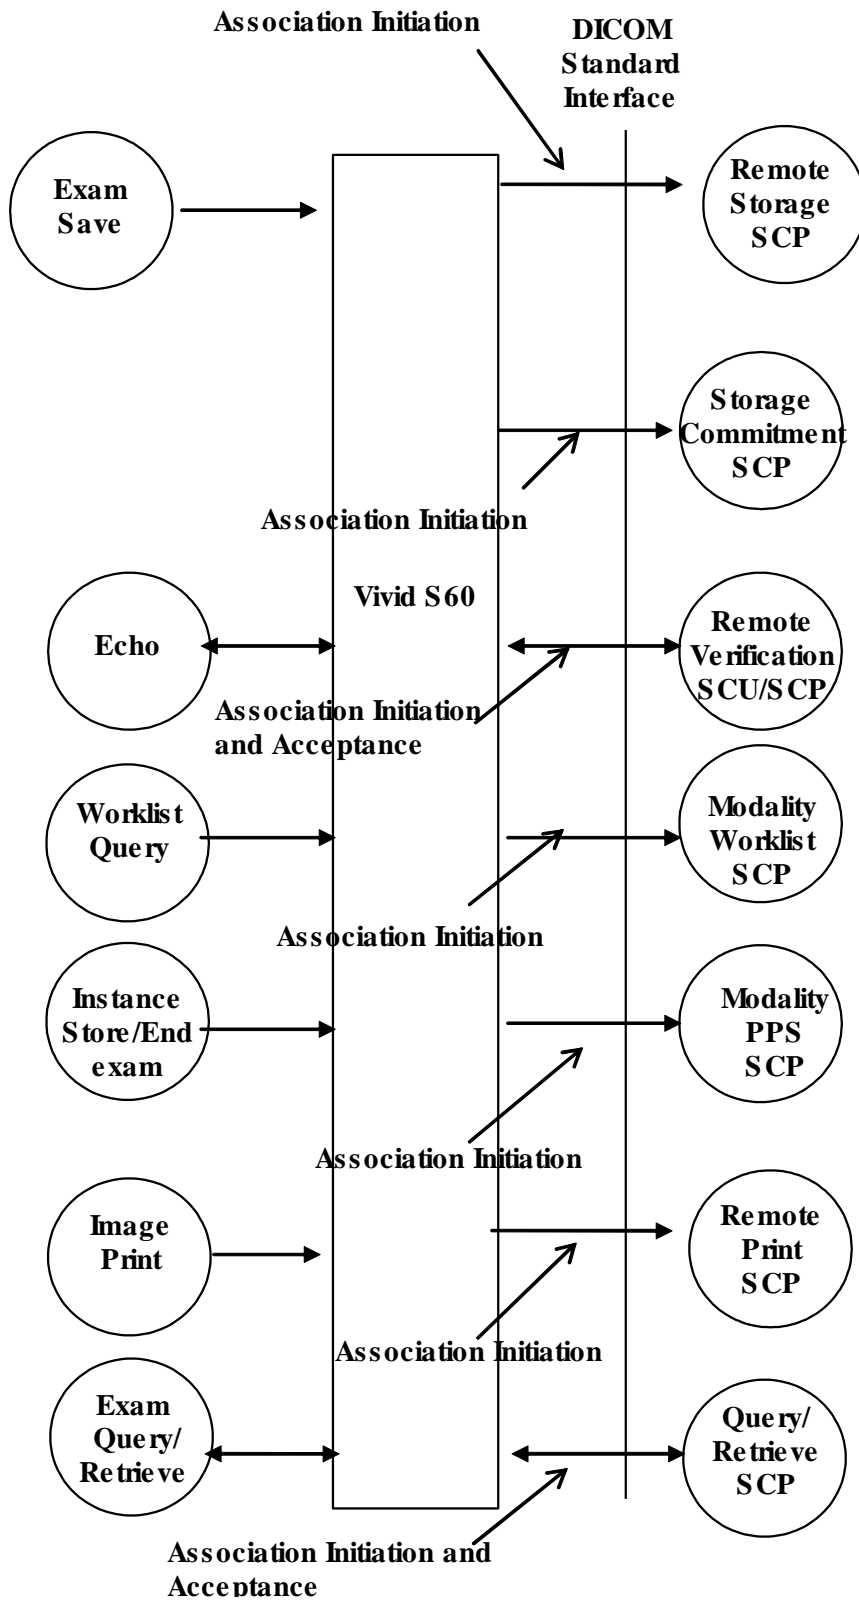 Association Initiation
DICOM
Standard
Interface
Exam
Save
Remote
Storage
SCP
Storage
Commitment
SCP
Association Initiation
Vivid S60
Echo
Remote
Verification
SCU/SCP
Association Initiation
and Acceptance
Worklist
Query
Modality
Worklist
SCP
Association Initiation
Instance
Store/End
exam
Modality
PPS
SCP
Association Initiation
Image
Print
Remote
Print
SCP
Association Initiation
Exam
Query/
Retrieve
Query/
Retrieve
SCP
Association Initiation and
Acceptance